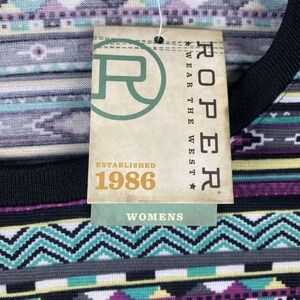 R
ROPER
WEAR THE WEST
ESTABLISHED
1986
WOMENS